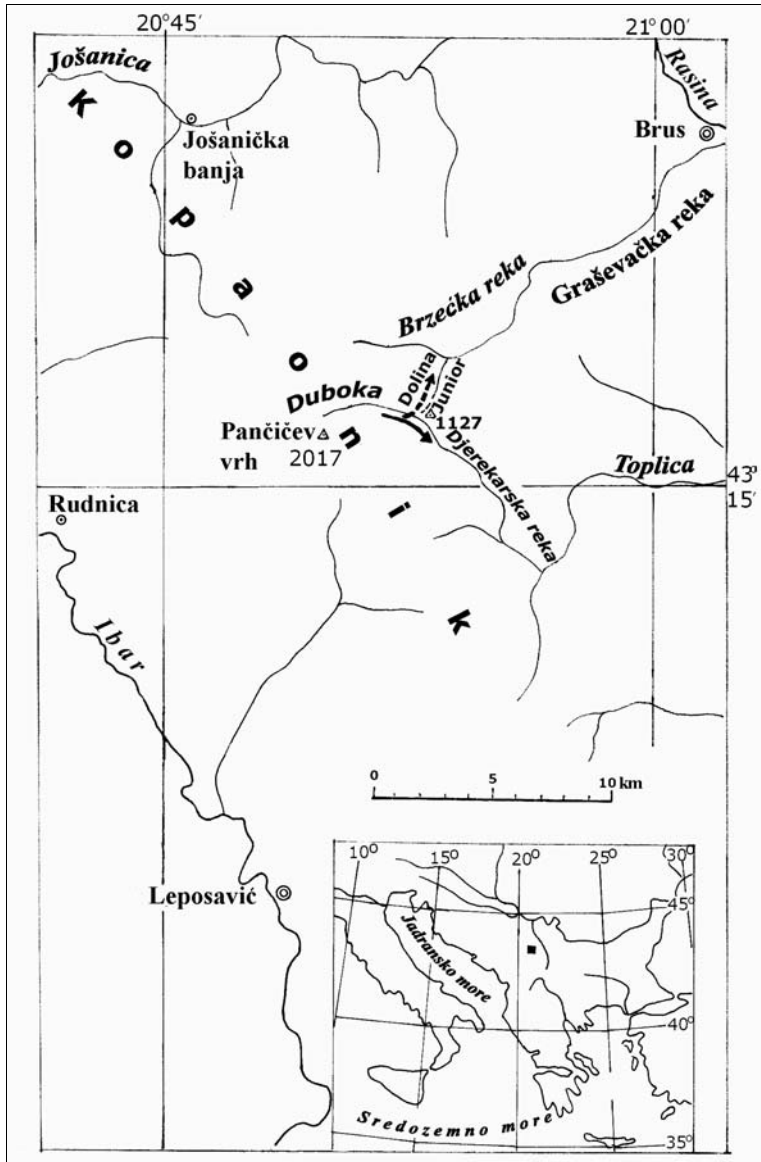 20°45'
21°00'
Jošanica
Rasina
Kopaonik
Jošanička
banja
Brus
Graševačka reka
Brzećka reka
Dolina
Junior
Duboka
1127
Pančićev
vrh
2017
Djerekarska reka
Toplica
43°
15'
Rudnica
Ibar
0 5 10 km
Leposavić
10° 15° 20° 25° 30°
45°
Jadransko more
40°
Sredozemno more
35°